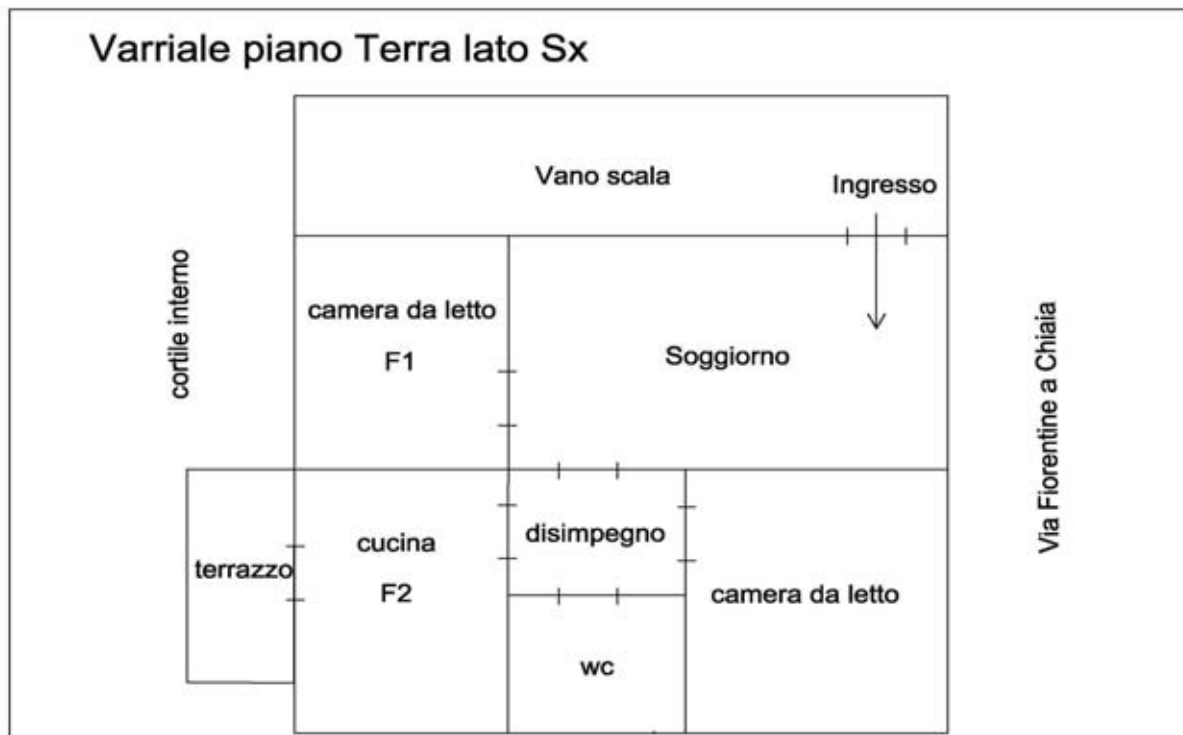 Varriale piano Terra lato Sx
Vano scala
Ingresso
cortile interno
camera da letto
F1
Soggiorno
Via Fiorentine a Chiaia
terrazzo
cucina
F2
disimpegno
camera da letto
wc